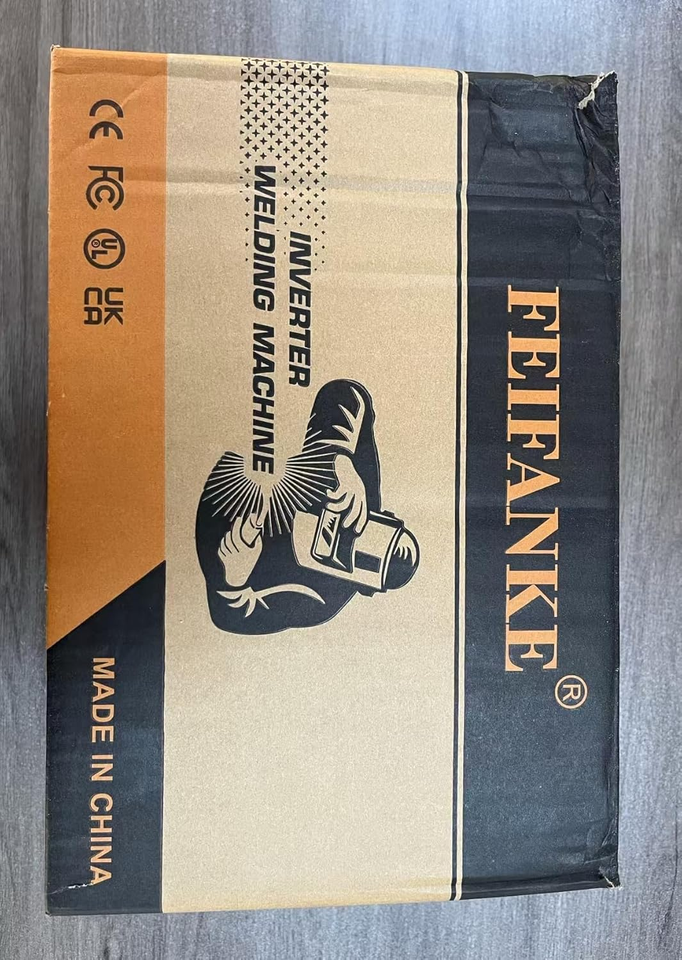 FEIFANKE®
INVERTER
WELDING MACHINE
CE FC UL UK
CA
MADE IN CHINA